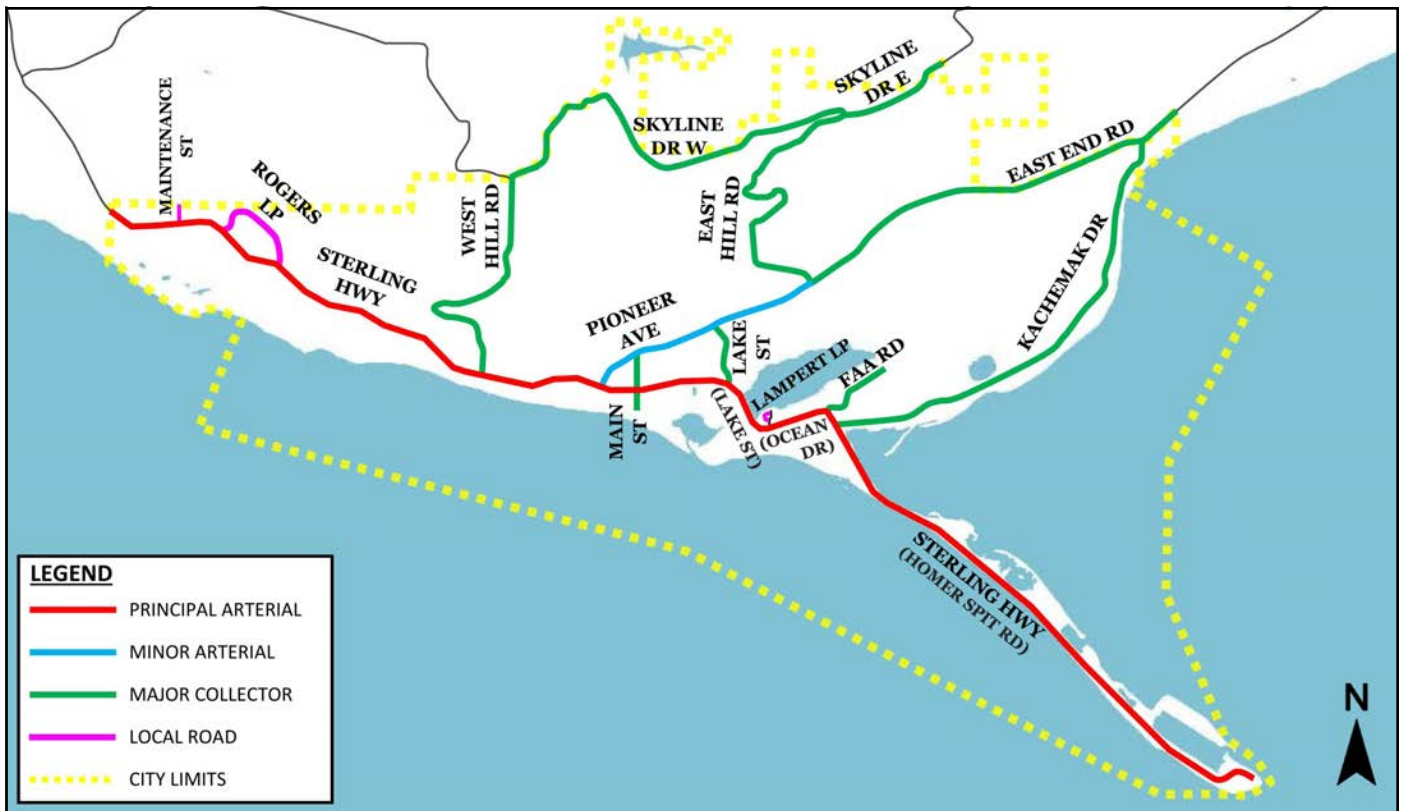 SKYLINE
DR E
MAINTENANCE
ST
SKYLINE
DR W
EAST END RD
ROGERS
LP
WEST
HILL RD
EAST
HILL RD
STERLING
HWY
KACHEMAK DR
PIONEER
AVE
LAKE
ST
LAMPERT LP
FAA RD
MAIN
ST
(LAKE ST)
(OCEAN
DR)
STERLING HWY
(HOMER SPIT RD)
LEGEND
PRINCIPAL ARTERIAL
MINOR ARTERIAL
MAJOR COLLECTOR
LOCAL ROAD
CITY LIMITS
N